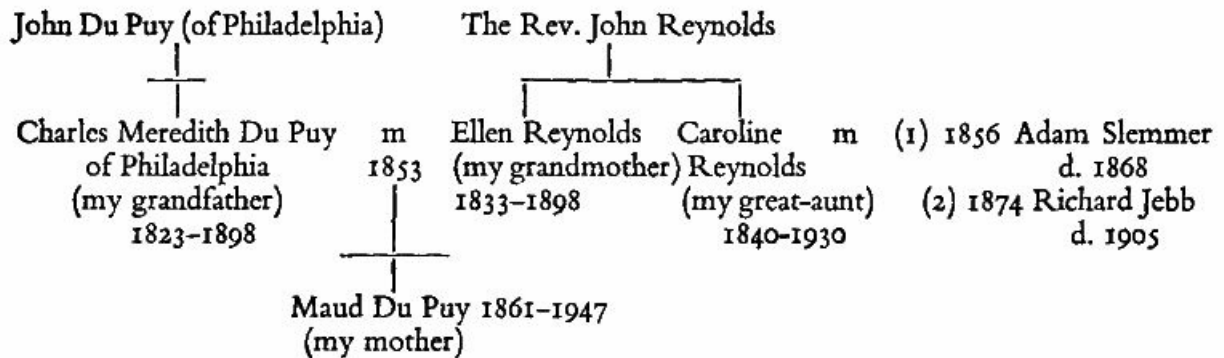 John Du Puy (of Philadelphia) The Rev. John Reynolds
Charles Meredith Du Puy m Ellen Reynolds Caroline m (1) 1856 Adam Slemmer
of Philadelphia 1853 (my grandmother) Reynolds d. 1868
(my grandfather) 1833–1898 (my great-aunt) (2) 1874 Richard Jebb
1823–1898 1840–1930 d. 1905
Maud Du Puy 1861–1947
(my mother)